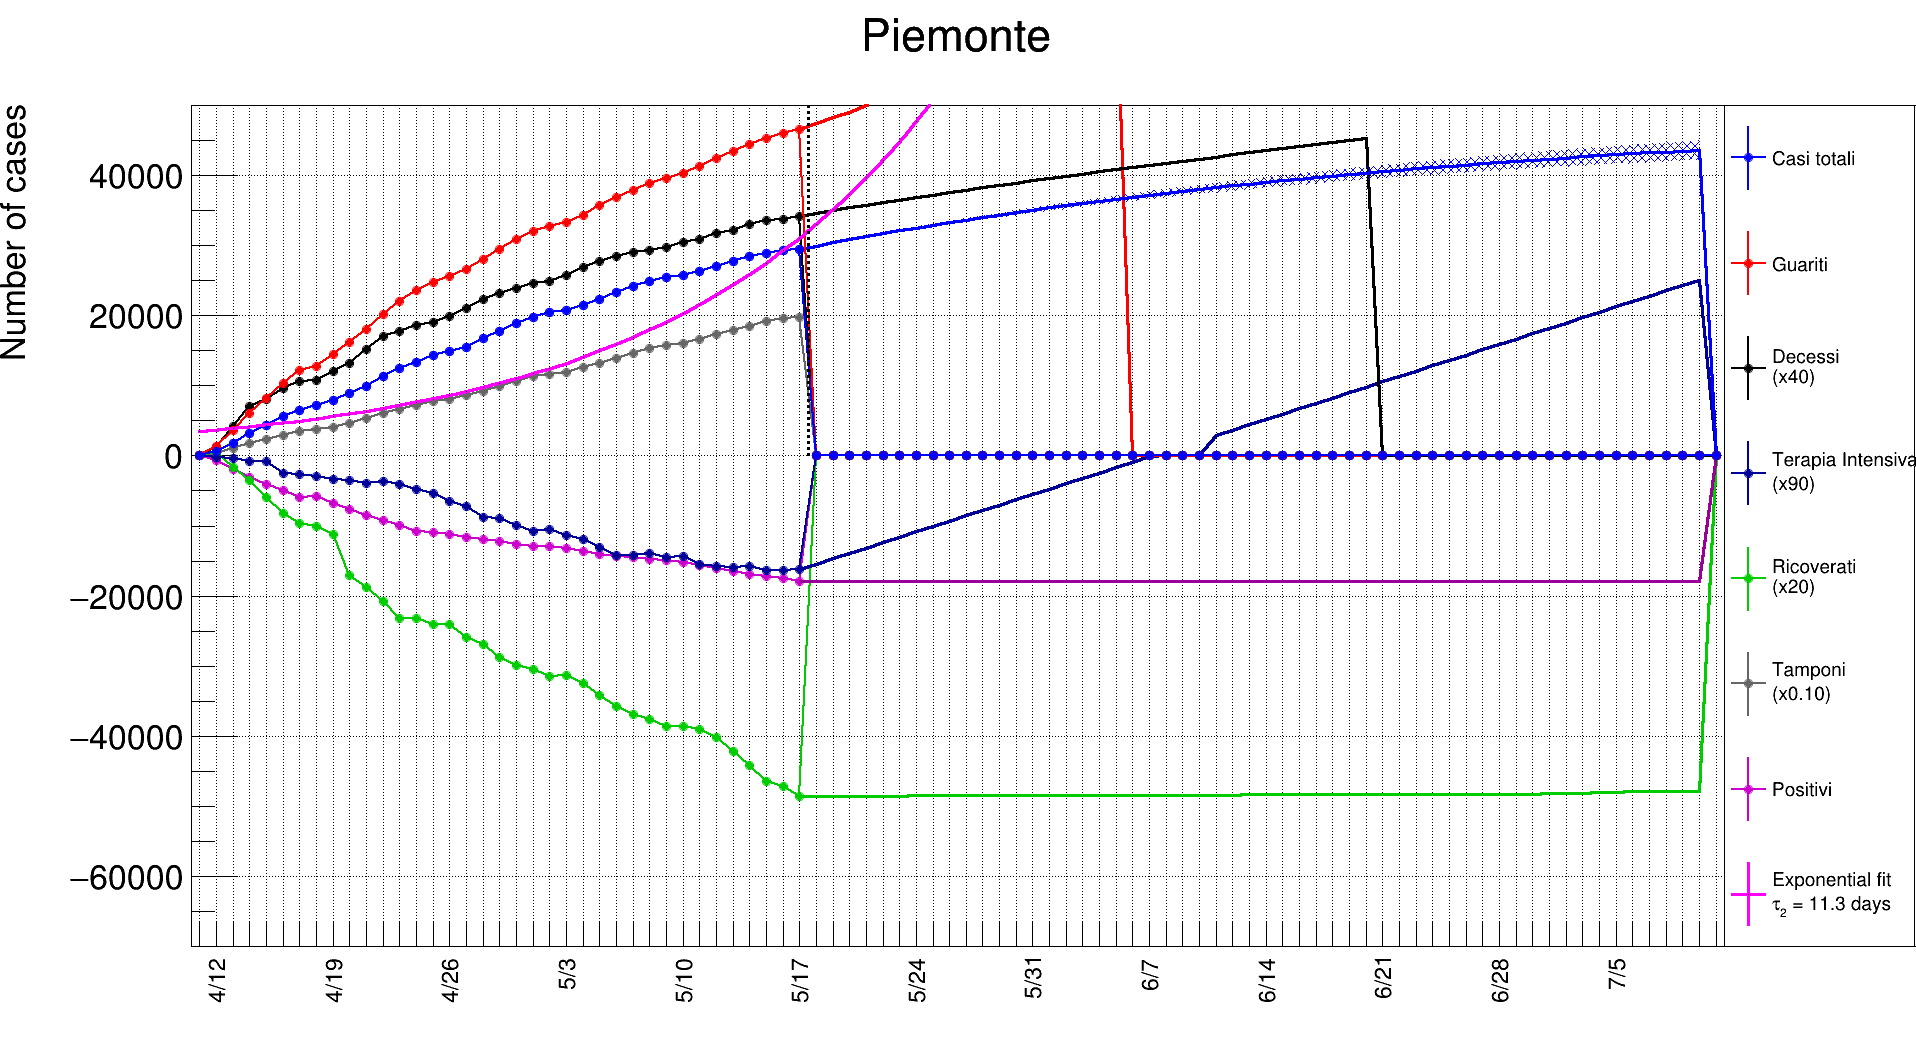 Piemonte
Number of cases
40000
20000
0
−20000
−40000
−60000
4/12
4/19
4/26
5/3
5/10
5/17
5/24
5/31
6/7
6/14
6/21
6/28
7/5
Casi totali
Guariti
Decessi
(x40)
Terapia Intensiva
(x90)
Ricoverati
(x20)
Tamponi
(x0.10)
Positivi
Exponential fit
τ2 = 11.3 days